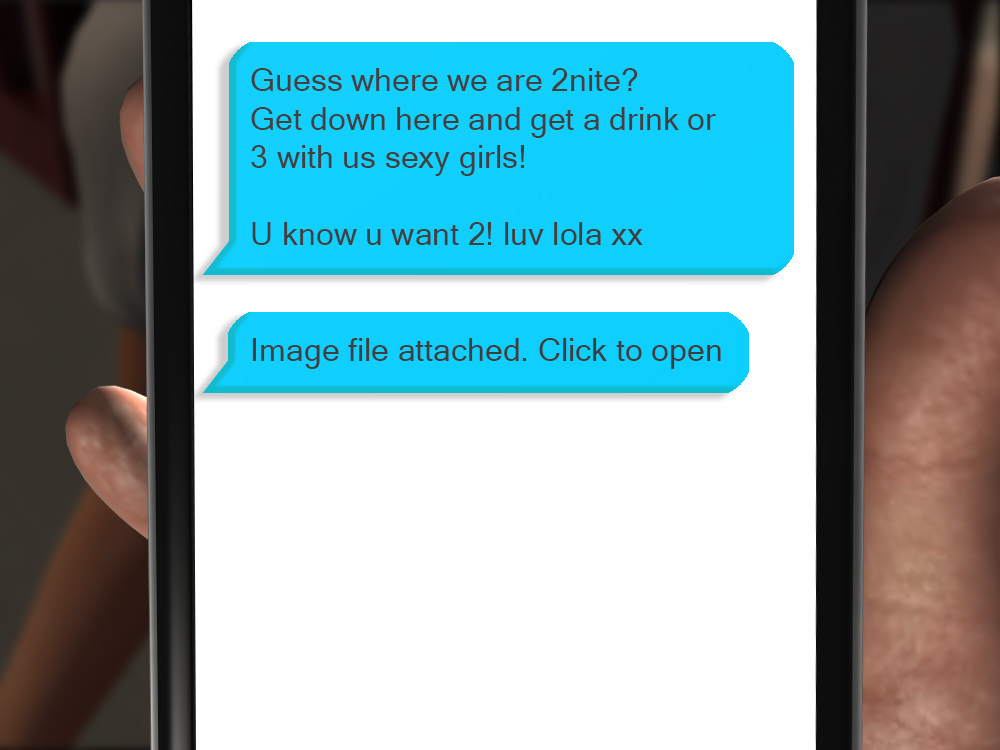 Guess where we are 2nite?
Get down here and get a drink or
3 with us sexy girls!
U know u want 2! luv lola xx
Image file attached. Click to open